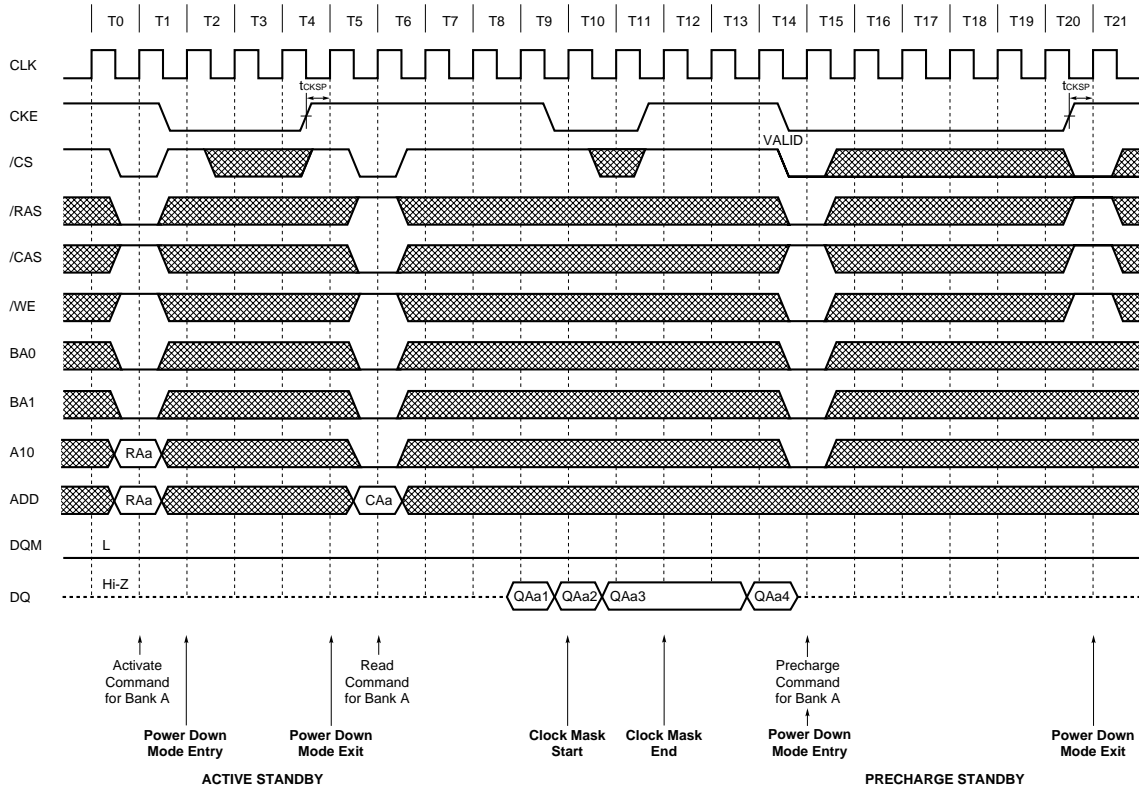 T0 T1 T2 T3 T4 T5 T6 T7 T8 T9 T10 T11 T12 T13 T14 T15 T16 T17 T18 T19 T20 T21
CLK
tCKSP tCKSP
CKE
VALID
/CS
/RAS
/CAS
/WE
BA0
BA1
A10 RAa
ADD RAa CAa
DQM L
Hi-Z
DQ QAa1 QAa2 QAa3 QAa4
Activate
Command
for Bank A
Read
Command
for Bank A
Precharge
Command
for Bank A
Power Down
Mode Entry
Power Down
Mode Exit
Clock Mask
Start
Clock Mask
End
Power Down
Mode Entry
Power Down
Mode Exit
ACTIVE STANDBY
PRECHARGE STANDBY